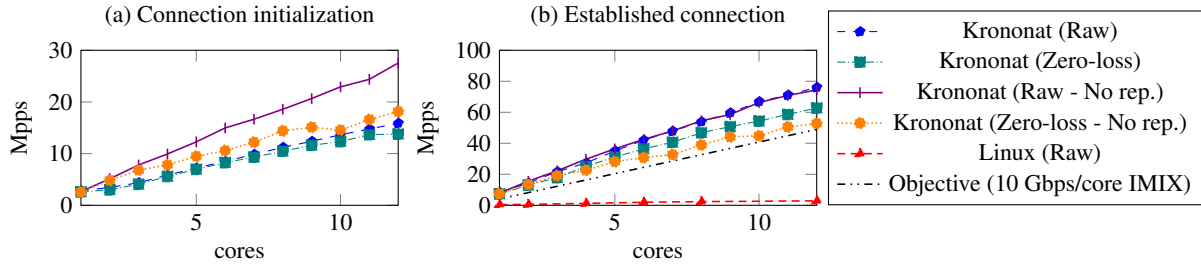 (a) Connection initialization
30
20
10
0
Mpps
5
10
cores
(b) Established connection
100
80
60
40
20
0
Mpps
5
10
cores
Krononat (Raw)
Krononat (Zero-loss)
Krononat (Raw - No rep.)
Krononat (Zero-loss - No rep.)
Linux (Raw)
Objective (10 Gbps/core IMIX)